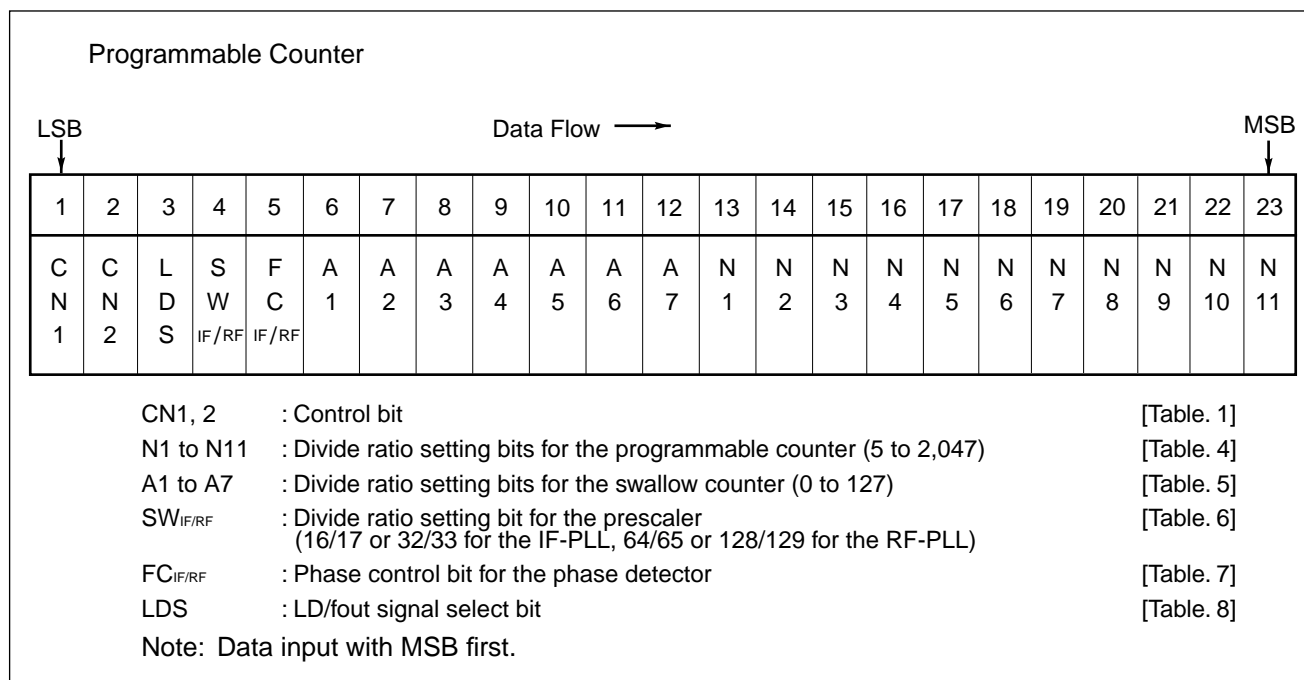 Programmable Counter
LSB Data Flow MSB
1 2 3 4 5 6 7 8 9 10 11 12 13 14 15 16 17 18 19 20 21 22 23
C C L S F A A A A A A A N N N N N N N N N N N
N N D W C 1 2 3 4 5 6 7 1 2 3 4 5 6 7 8 9 10 11
1 2 S IF/RF IF/RF
CN1, 2 : Control bit [Table. 1]
N1 to N11 : Divide ratio setting bits for the programmable counter (5 to 2,047) [Table. 4]
A1 to A7 : Divide ratio setting bits for the swallow counter (0 to 127) [Table. 5]
SWIF/RF : Divide ratio setting bit for the prescaler [Table. 6]
(16/17 or 32/33 for the IF-PLL, 64/65 or 128/129 for the RF-PLL)
FCIF/RF : Phase control bit for the phase detector [Table. 7]
LDS : LD/fout signal select bit [Table. 8]
Note: Data input with MSB first.